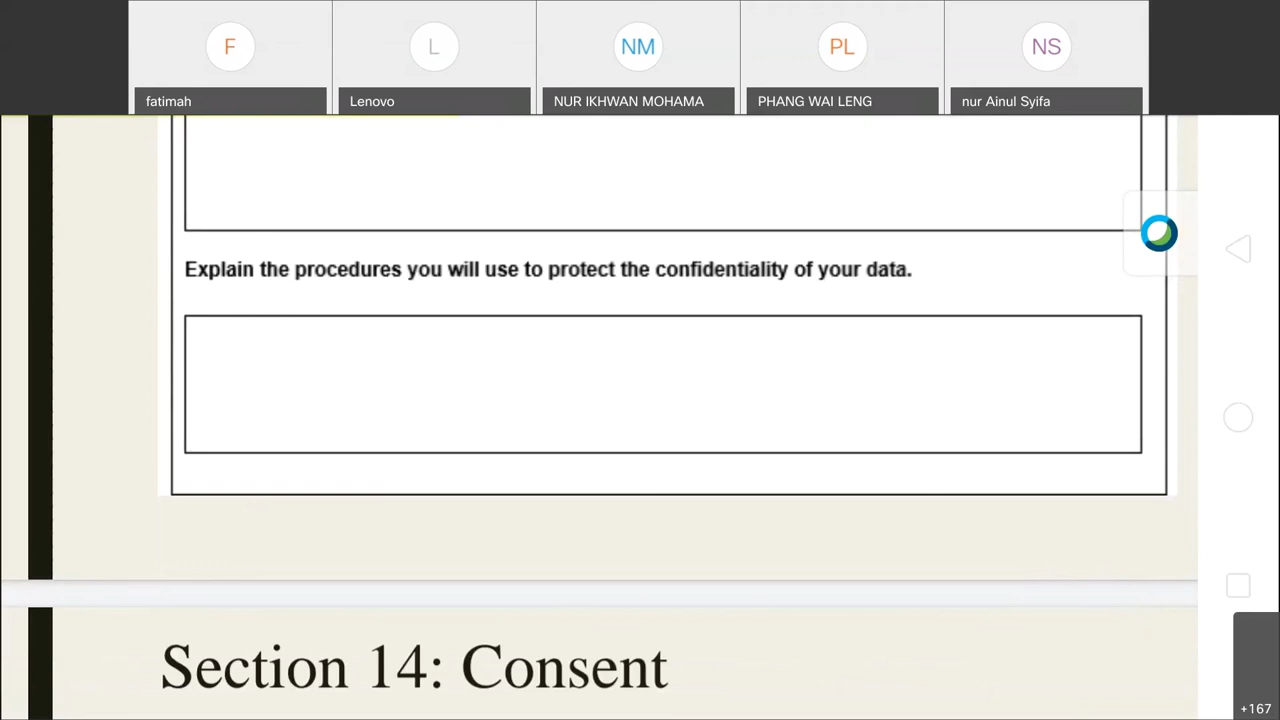 F
L
NM
PL
NS
fatimah
Lenovo
NUR IKHWAN MOHAMA
PHANG WAI LENG
nur Ainul Syifa
Explain the procedures you will use to protect the confidentiality of your data.
Section 14: Consent
+167